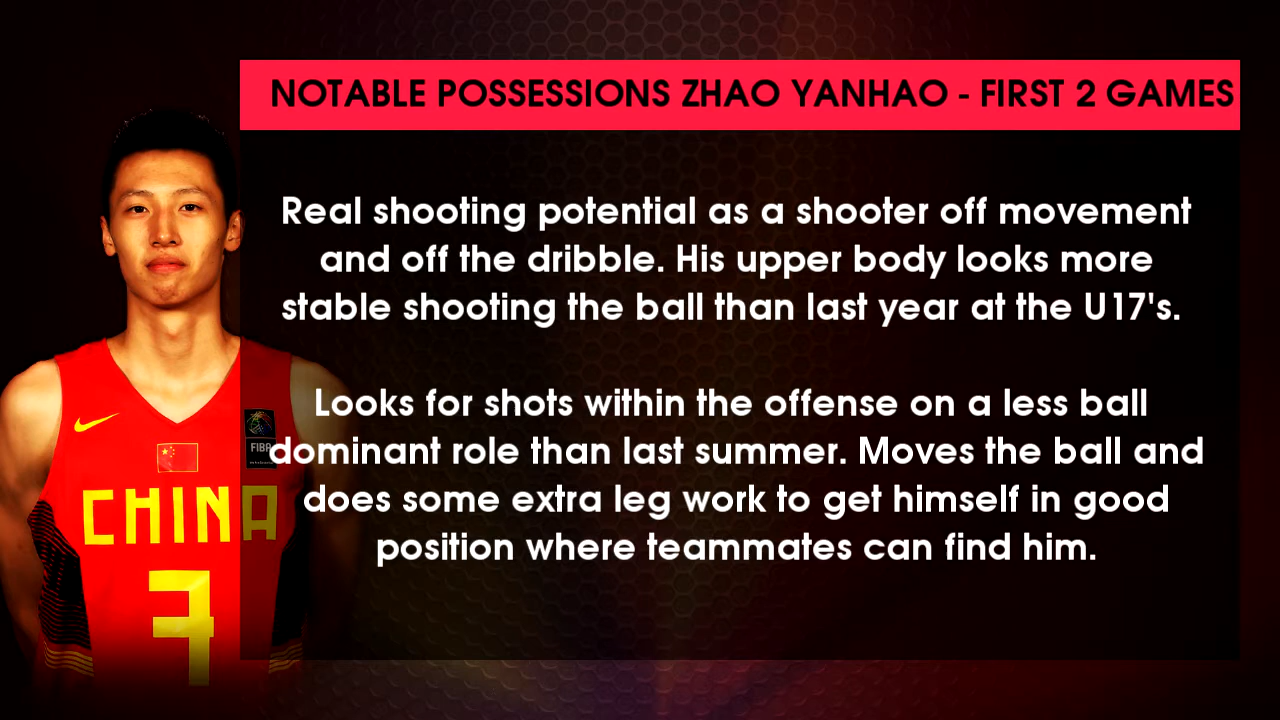 NOTABLE POSSESSIONS ZHAO YANHAO - FIRST 2 GAMES
Real shooting potential as a shooter off movement
and off the dribble. His upper body looks more
stable shooting the ball than last year at the U17's.
Looks for shots within the offense on a less ball
dominant role than last summer. Moves the ball and
does some extra leg work to get himself in good
position where teammates can find him.
FIBA
CHINA
7